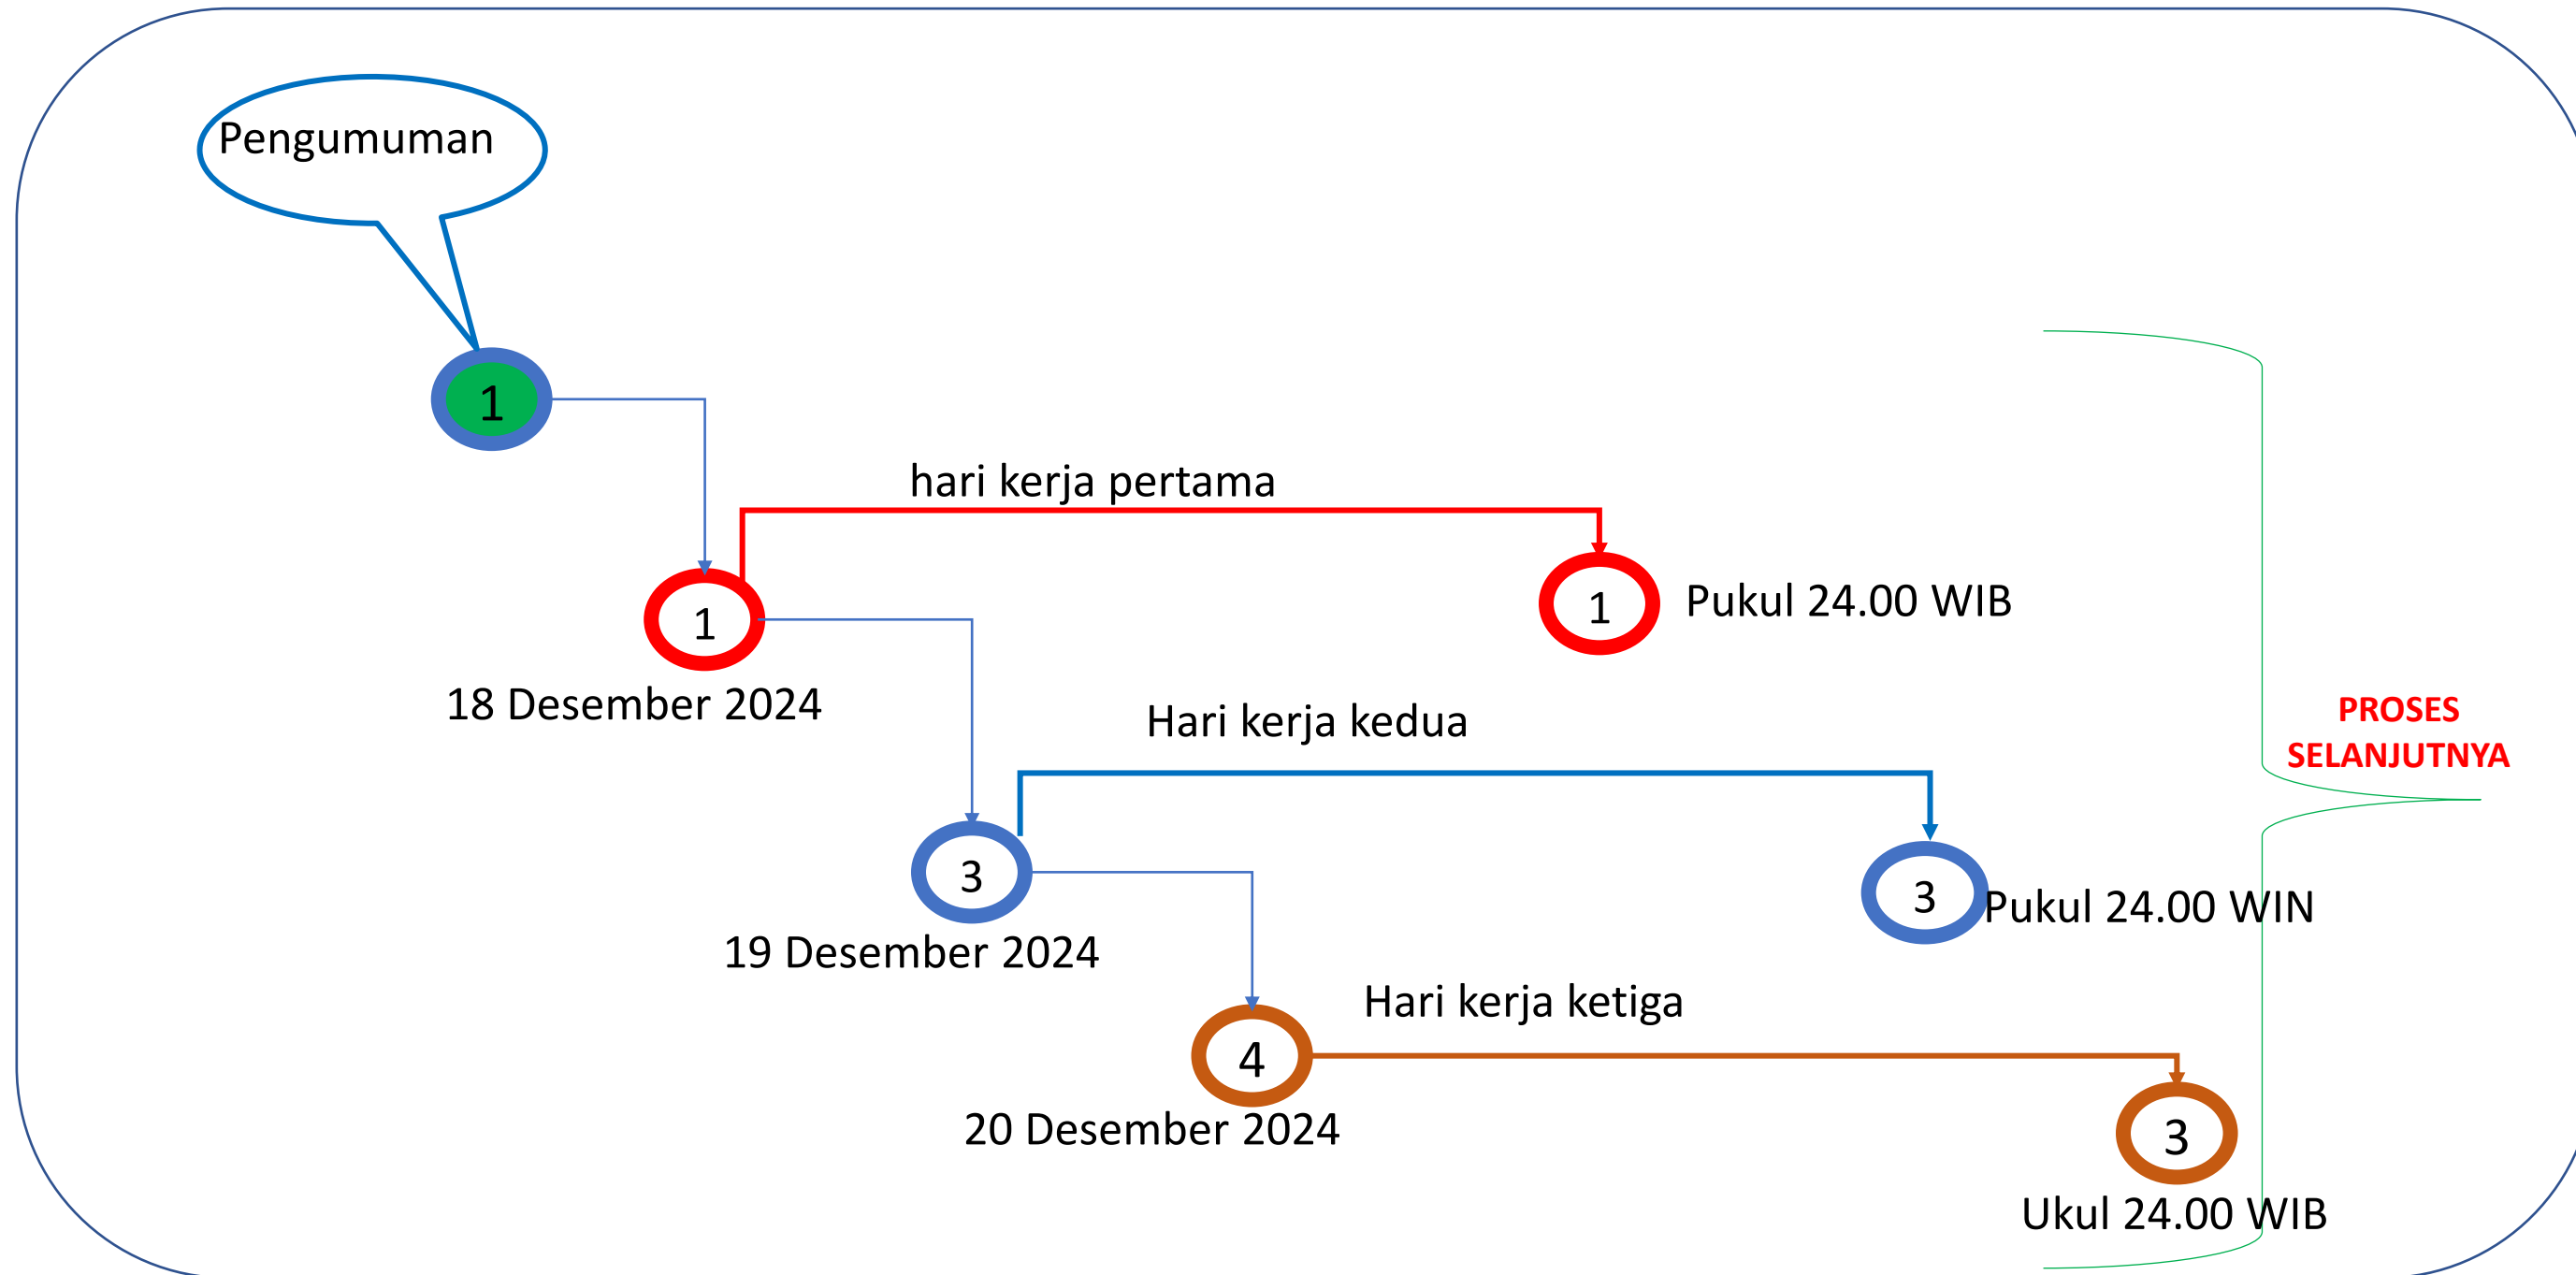 Pengumuman
1
hari kerja pertama
1
1
Pukul 24.00 WIB
18 Desember 2024
Hari kerja kedua
PROSES
SELANJUTNYA
3
3
Pukul 24.00 WIN
19 Desember 2024
Hari kerja ketiga
4
20 Desember 2024
3
Ukul 24.00 WIB